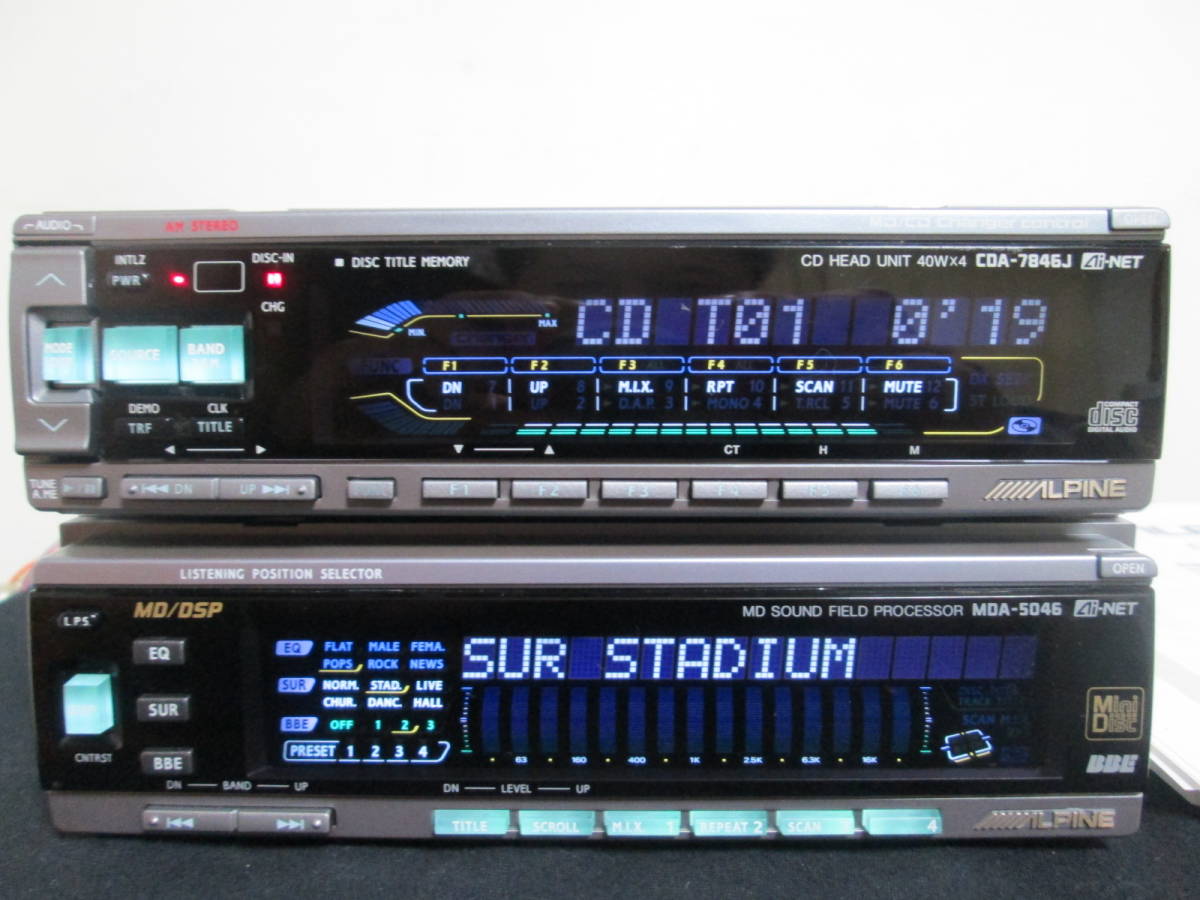 AUDIO
AM STEREO
MD/CD Changer control
OPEN
INTLZ
DISC-IN
PWR
■ DISC TITLE MEMORY
CD HEAD UNIT 40W×4 CDA-7846J Ai-NET
CHG
MIN.
MAX
CD T01 0'19
MODE
SOURCE
BAND
FUNC
F1 F2 F3 F4 F5 F6
DN 7 UP 8 M.I.X. 9 RPT 10 SCAN 11 MUTE 12
DN UP 2 D.A.P. 3 MONO 4 T.RCL 5 MUTE 6
ST LOUD
DEMO
CLK
TRF
TITLE
COMPACT
disc
DIGITAL AUDIO
CT H M
TUNE
A.ME
DN
UP
FUNC
F1 F2 F3 F4 F5 F6
ALPINE
LISTENING POSITION SELECTOR
OPEN
L.P.S.
MD/DSP
MD SOUND FIELD PROCESSOR MDA-5046 Ai-NET
EQ
SUR
BBE
CNTRST
EQ FLAT MALE FEMA.
POPS ROCK NEWS
SUR NORM. STAD. LIVE
CHUR. DANC. HALL
BBE OFF 1 2 3
PRESET 1 2 3 4
SUR STADIUM
SCAN M.I.X.
63 160 400 1K 2.5K 6.3K 16K
Mini
Disc
BBE
DN BAND UP
DN LEVEL UP
TITLE SCROLL M.I.X. 1 REPEAT 2 SCAN 4
ALPINE